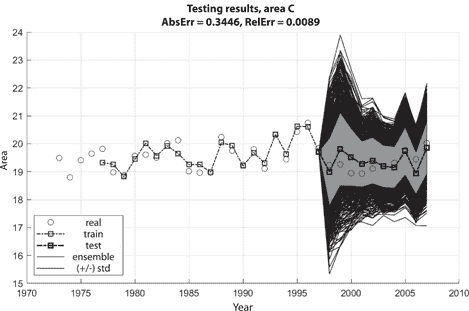 Testing results, area C
AbsErr = 0.3446, RelErr = 0.0089
24
23
22
21
20
19
18
17
16
15
Area
real
train
test
ensemble
(+/-) std
1970 1975 1980 1985 1990 1995 2000 2005 2010
Year